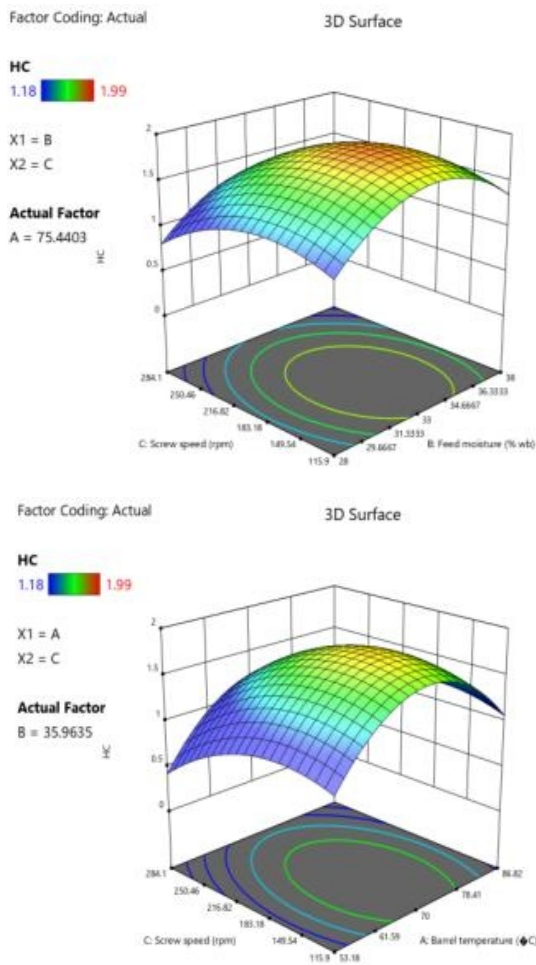 Factor Coding: Actual
3D Surface
HC
1.18 1.99
X1 = B
X2 = C
Actual Factor
A = 75.4403
HC
2
1.5
1
0.5
0
284.1
250.46
216.82
183.18
149.54
115.9
28
29.6667
31.3333
33
34.6667
36.3333
38
C: Screw speed (rpm)
B: Feed moisture (% wb)
Factor Coding: Actual
3D Surface
HC
1.18 1.99
X1 = A
X2 = C
Actual Factor
B = 35.9635
HC
2
1.5
1
0.5
0
284.1
250.46
216.82
183.18
149.54
115.9
53.18
61.59
70
78.41
86.82
C: Screw speed (rpm)
A: Barrel temperature (�C)